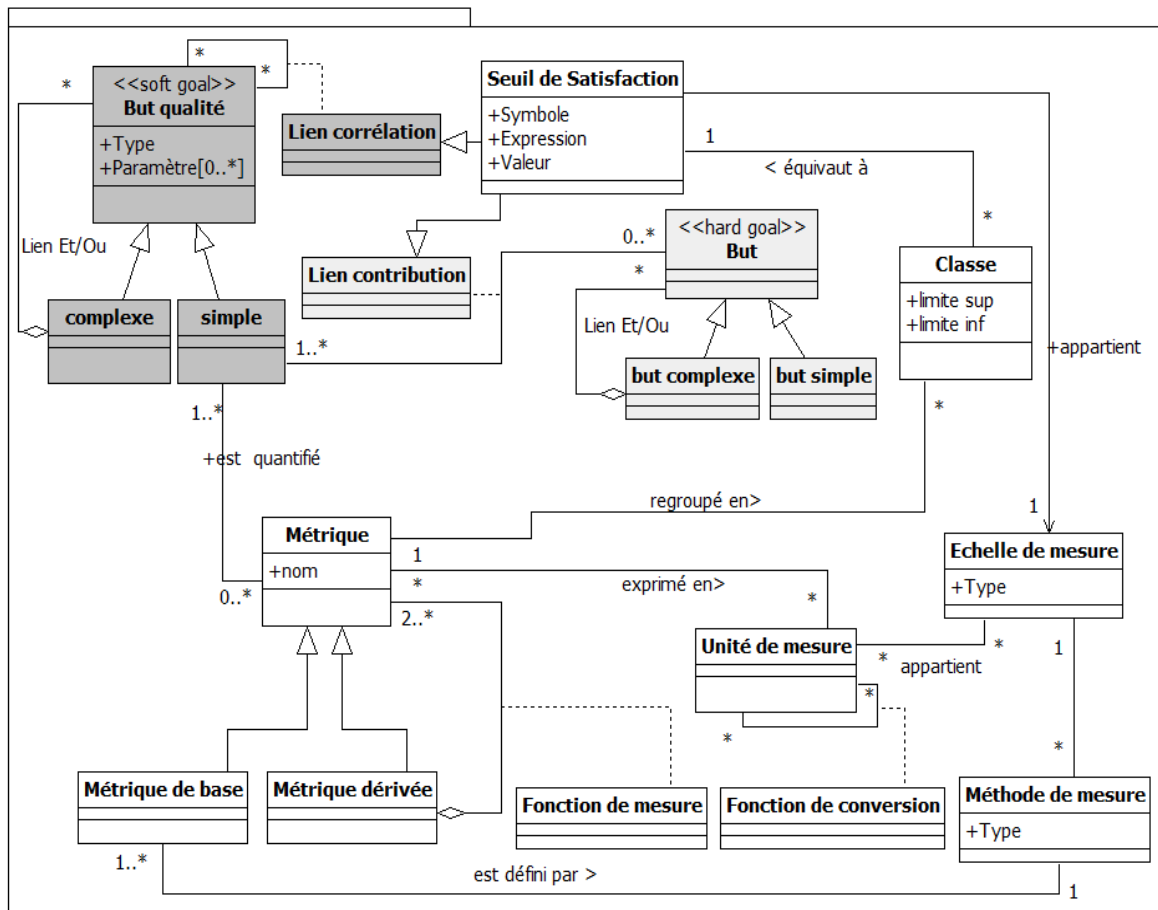 *
*
*
<<soft goal>>
But qualité
+Type
+Paramètre[0..*]
Lien corrélation
Seuil de Satisfaction
+Symbole
+Expression
+Valeur
1
< équivaut à
*
Lien Et/Ou
Lien contribution
0..*
*
<<hard goal>>
But
Classe
+limite sup
+limite inf
*
+appartient
complexe
simple
1..*
Lien Et/Ou
but complexe
but simple
1..*
+est quantifié
regroupé en>
1
Métrique
+nom
0..*
1
*
2..*
exprimé en>
*
Echelle de mesure
+Type
1
Unité de mesure
*
appartient
*
*
*
*
Métrique de base
Métrique dérivée
Fonction de mesure
Fonction de conversion
Méthode de mesure
+Type
1..*
est défini par >
1